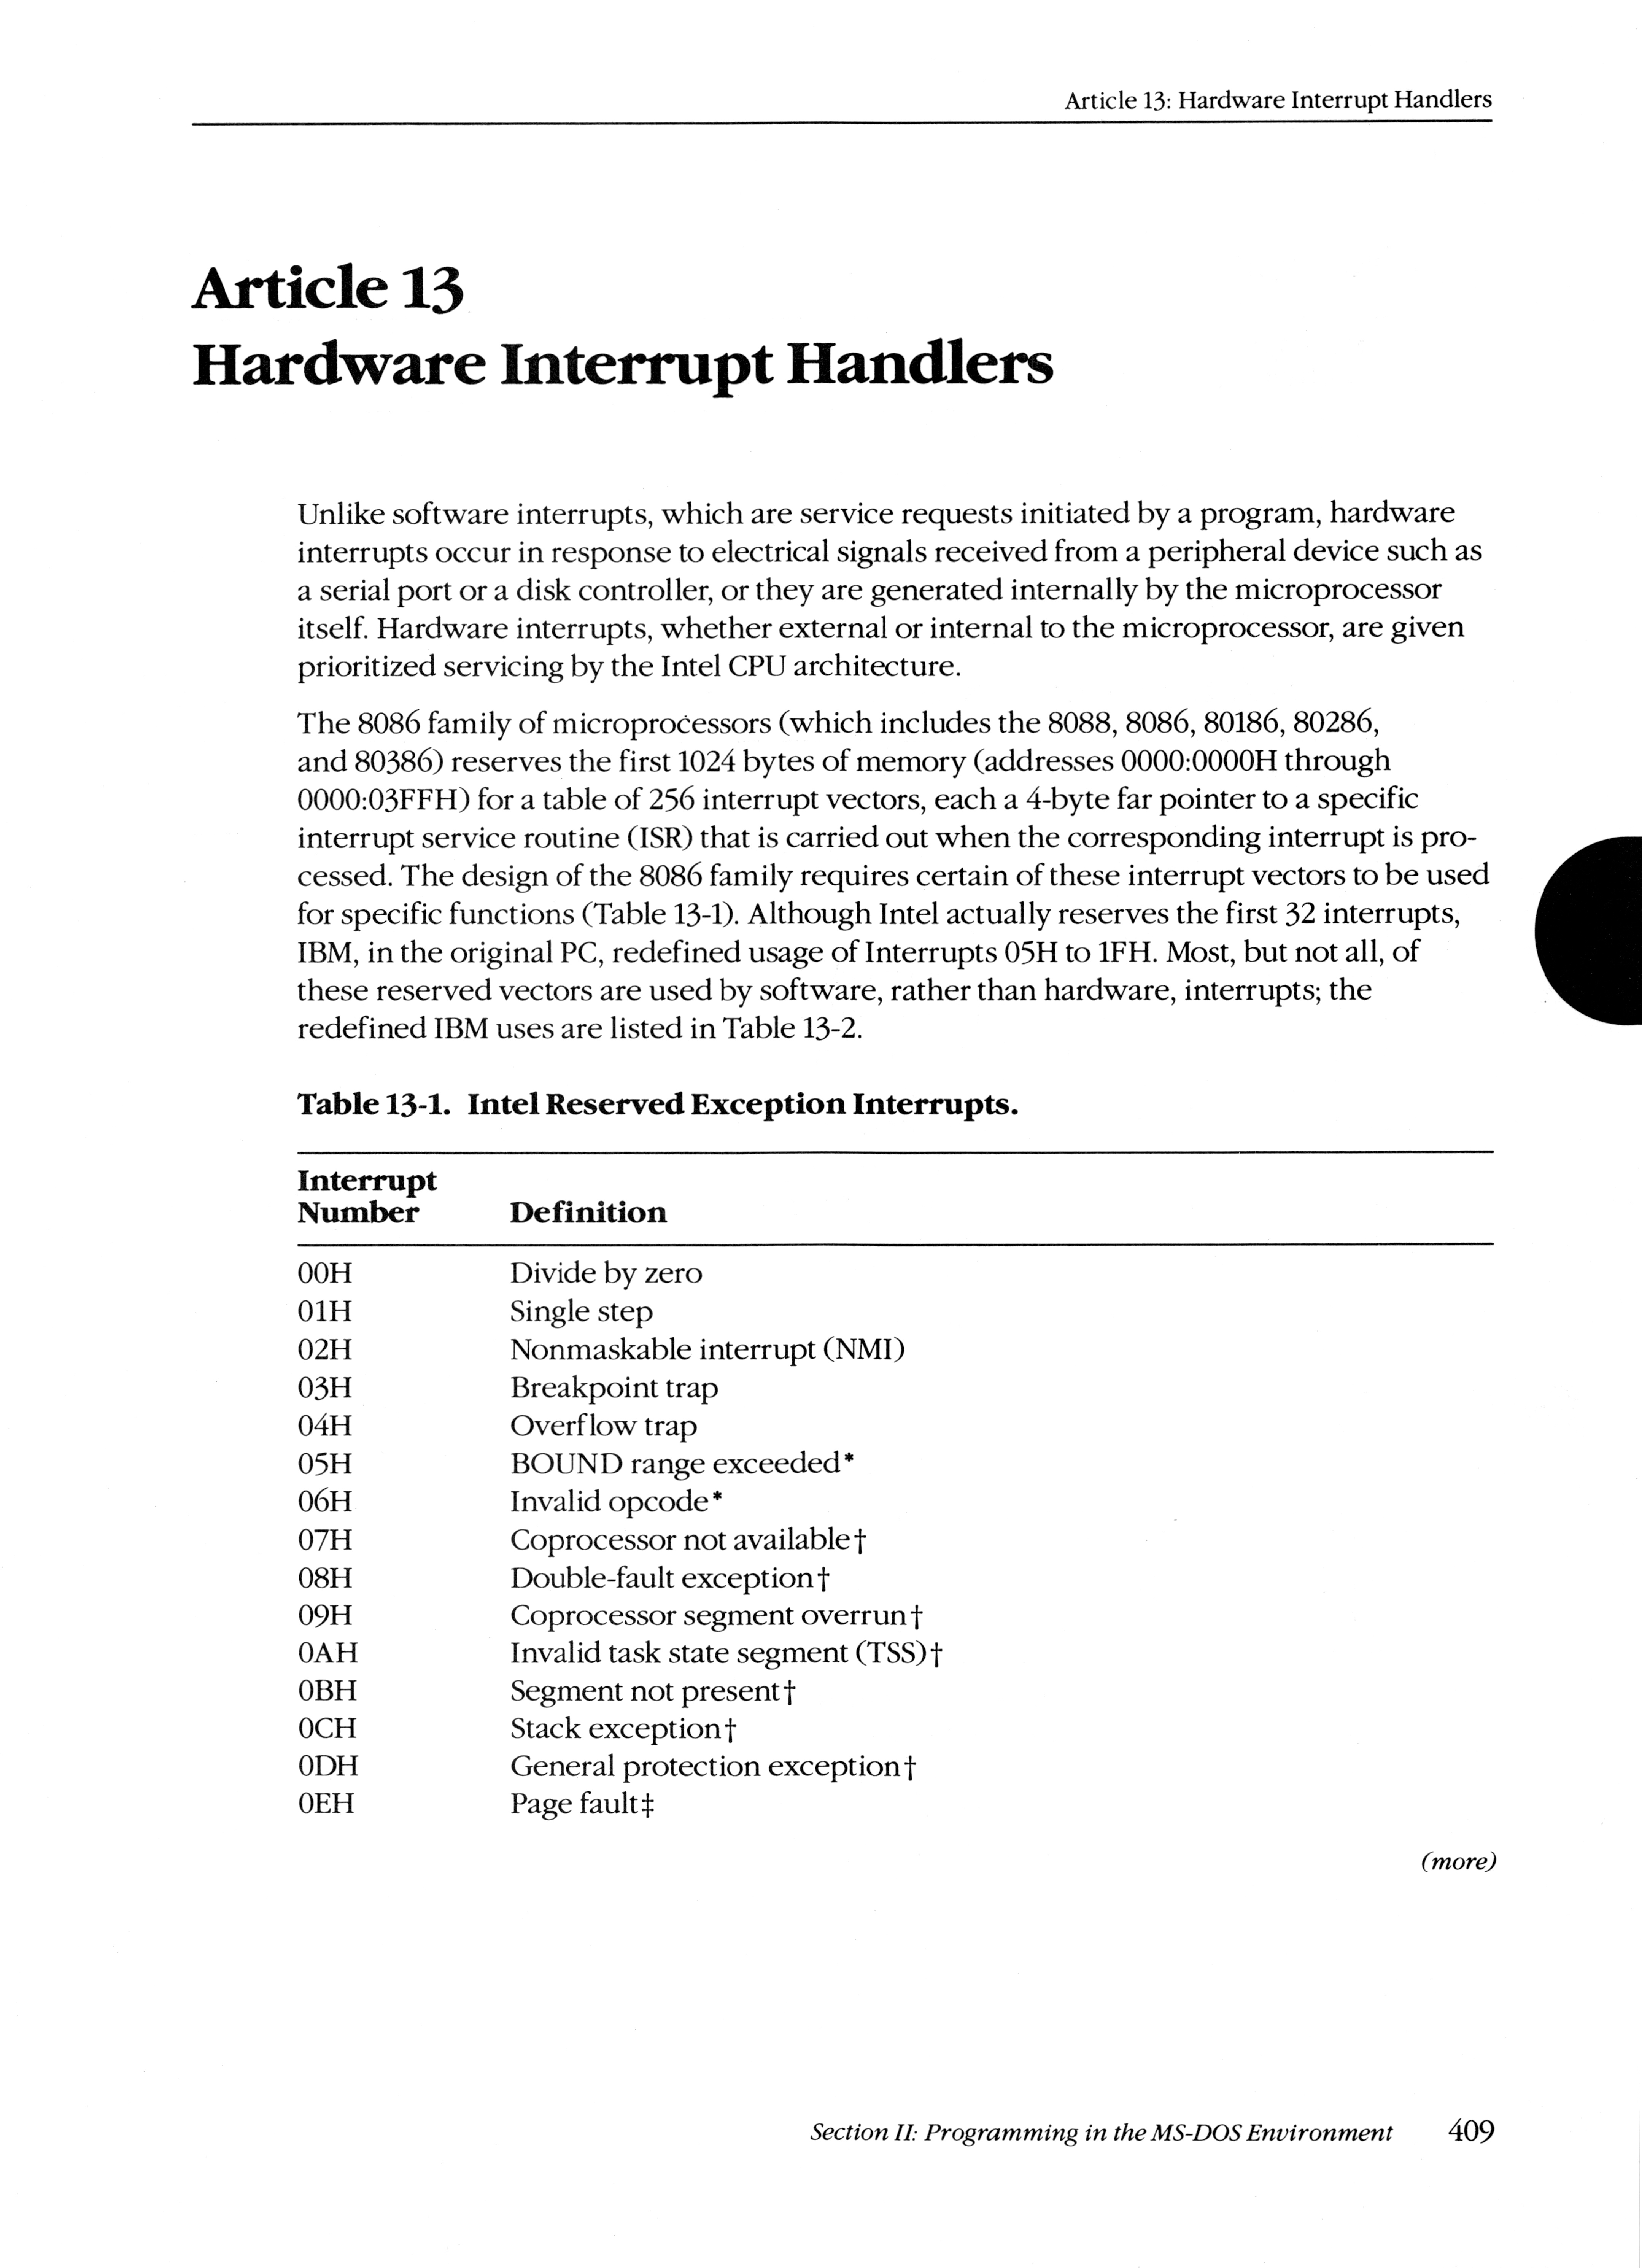 Article 13: Hardware Interrupt Handlers
Article 13
Hardware Interrupt Handlers
Unlike software interrupts, which are service requests initiated by a program, hardware
interrupts occur in response to electrical signals received from a peripheral device such as
a serial port or a disk controller, or they are generated internally by the microprocessor
itself. Hardware interrupts, whether external or internal to the microprocessor, are given
prioritized servicing by the Intel CPU architecture.
The 8086 family of microprocessors (which includes the 8088, 8086, 80186, 80286,
and 80386) reserves the first 1024 bytes of memory (addresses 0000:0000H through
0000:03FFH) for a table of 256 interrupt vectors, each a 4-byte far pointer to a specific
interrupt service routine (ISR) that is carried out when the corresponding interrupt is pro-
cessed. The design of the 8086 family requires certain of these interrupt vectors to be used
for specific functions (Table 13-1). Although Intel actually reserves the first 32 interrupts,
IBM, in the original PC, redefined usage of Interrupts 05H to 1FH. Most, but not all, of
these reserved vectors are used by software, rather than hardware, interrupts; the
redefined IBM uses are listed in Table 13-2.
Table 13-1. Intel Reserved Exception Interrupts.
Interrupt
Number Definition
00H Divide by zero
01H Single step
02H Nonmaskable interrupt (NMI)
03H Breakpoint trap
04H Overflow trap
05H BOUND range exceeded*
06H Invalid opcode*
07H Coprocessor not available†
08H Double-fault exception†
09H Coprocessor segment overrun†
0AH Invalid task state segment (TSS)†
0BH Segment not present†
0CH Stack exception†
0DH General protection exception†
0EH Page fault‡
(more)
Section II: Programming in the MS-DOS Environment 409